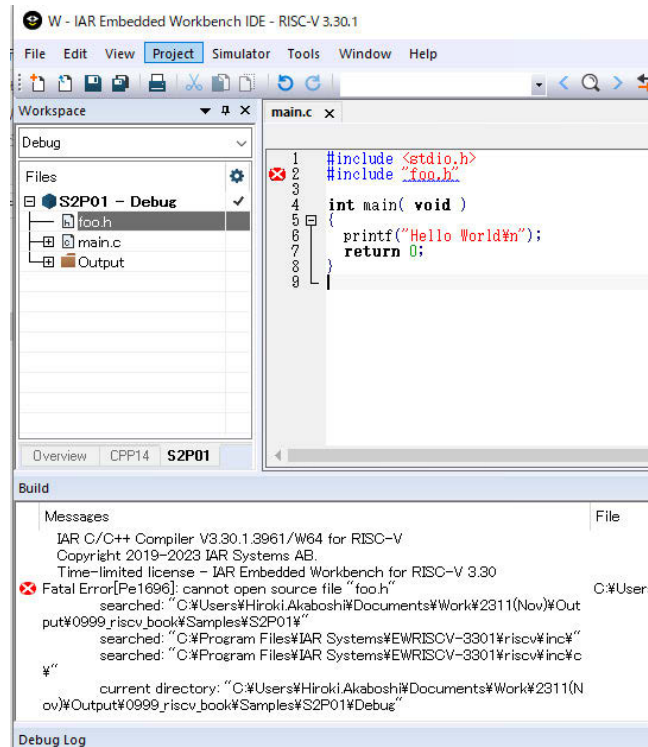 W - IAR Embedded Workbench IDE - RISC-V 3.30.1
File Edit View Project Simulator Tools Window Help
Workspace
main.c
Debug
Files
S2P01 - Debug
foo.h
main.c
Output
1 #include <stdio.h>
2 #include "foo.h"
3
4 int main( void )
5 {
6 printf("Hello World¥n");
7 return 0;
8 }
9
Overview CPP14 S2P01
Build
Messages File
IAR C/C++ Compiler V3.30.1.3961/W64 for RISC-V
Copyright 2019-2023 IAR Systems AB.
Time-limited license - IAR Embedded Workbench for RISC-V 3.30
Fatal Error[Pe1696]: cannot open source file "foo.h" C:¥Users
searched: "C:¥Users¥Hiroki.Akaboshi¥Documents¥Work¥2311(Nov)¥Out
put¥0999_riscv_book¥Samples¥S2P01¥"
searched: "C:¥Program Files¥IAR Systems¥EWRISCV-3301¥riscv¥inc¥"
searched: "C:¥Program Files¥IAR Systems¥EWRISCV-3301¥riscv¥inc¥c
¥"
current directory: "C:¥Users¥Hiroki.Akaboshi¥Documents¥Work¥2311(N
ov)¥Output¥0999_riscv_book¥Samples¥S2P01¥Debug"
Debug Log